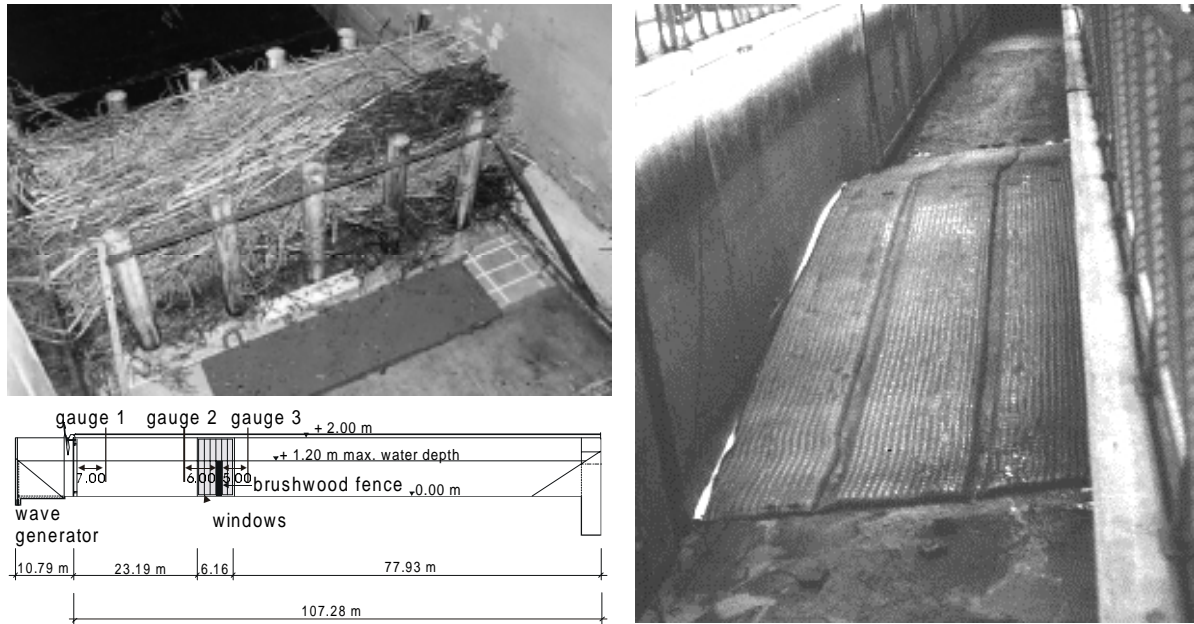 gauge 1 gauge 2 gauge 3
+ 2.00 m
+ 1.20 m max. water depth
7.00 6.00 5.00
brushwood fence 0.00 m
wave
generator
windows
10.79 m 23.19 m 6.16 77.93 m
107.28 m